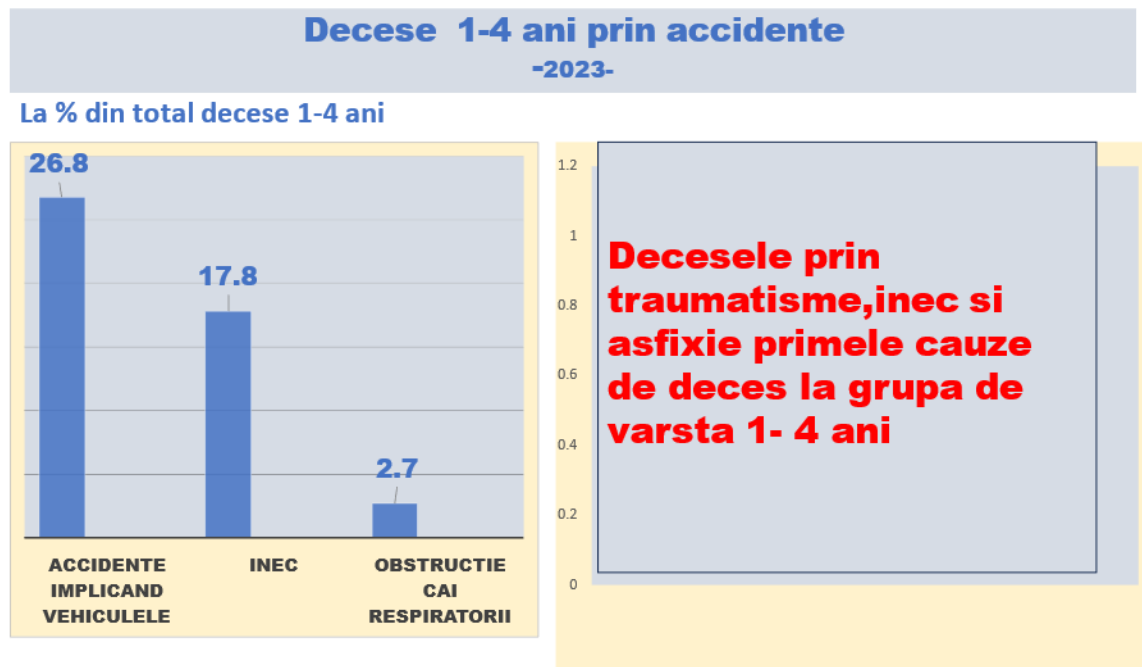 Decese  1-4 ani prin accidente
-2023-
La % din total decese 1-4 ani
26.8
17.8
2.7
ACCIDENTE
IMPLICAND
VEHICULELE
INEC
OBSTRUCTIE
CAI
RESPIRATORII
1.2
1
0.8
0.6
0.4
0.2
0
Decesele prin
traumatisme,inec si
asfixie primele cauze
de deces la grupa de
varsta 1- 4 ani